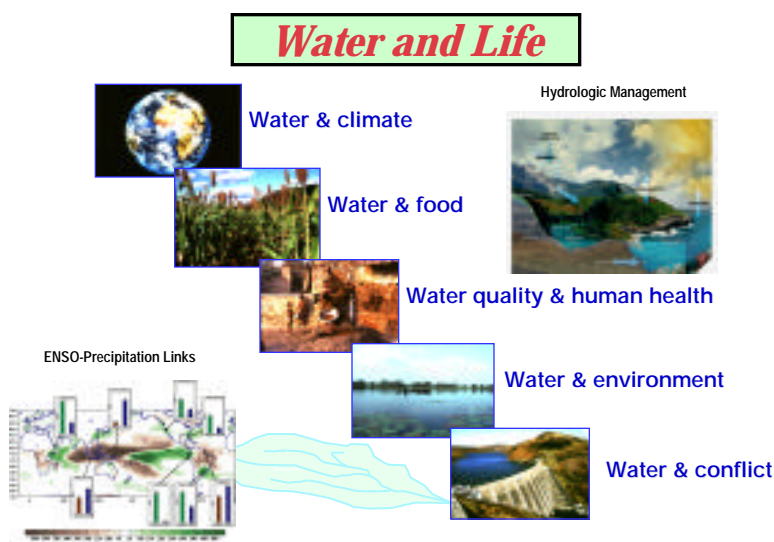 Water and Life
Hydrologic Management
Water & climate
Water & food
Water quality & human health
ENSO-Precipitation Links
Water & environment
Water & conflict